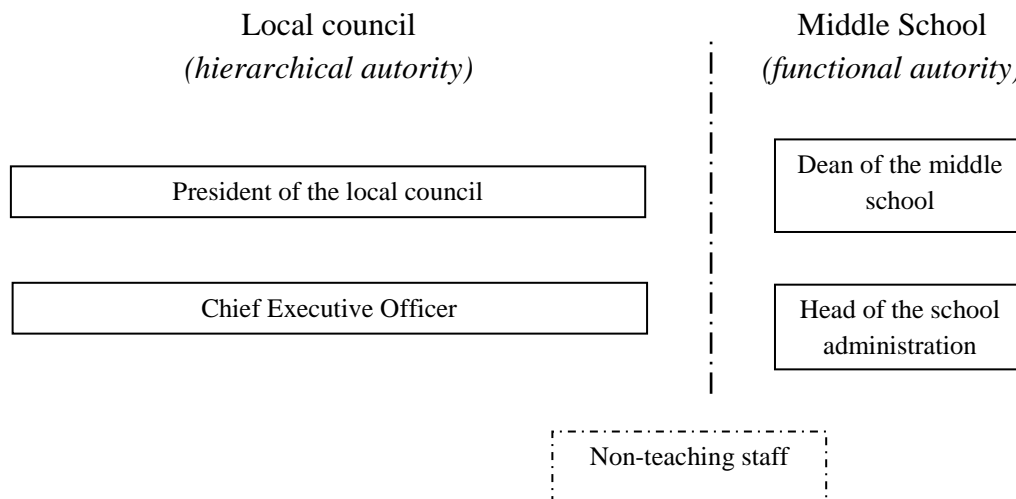 Local council
(hierarchical autority)
Middle School
(functional autority)
President of the local council
Dean of the middle
school
Chief Executive Officer
Head of the school
administration
Non-teaching staff